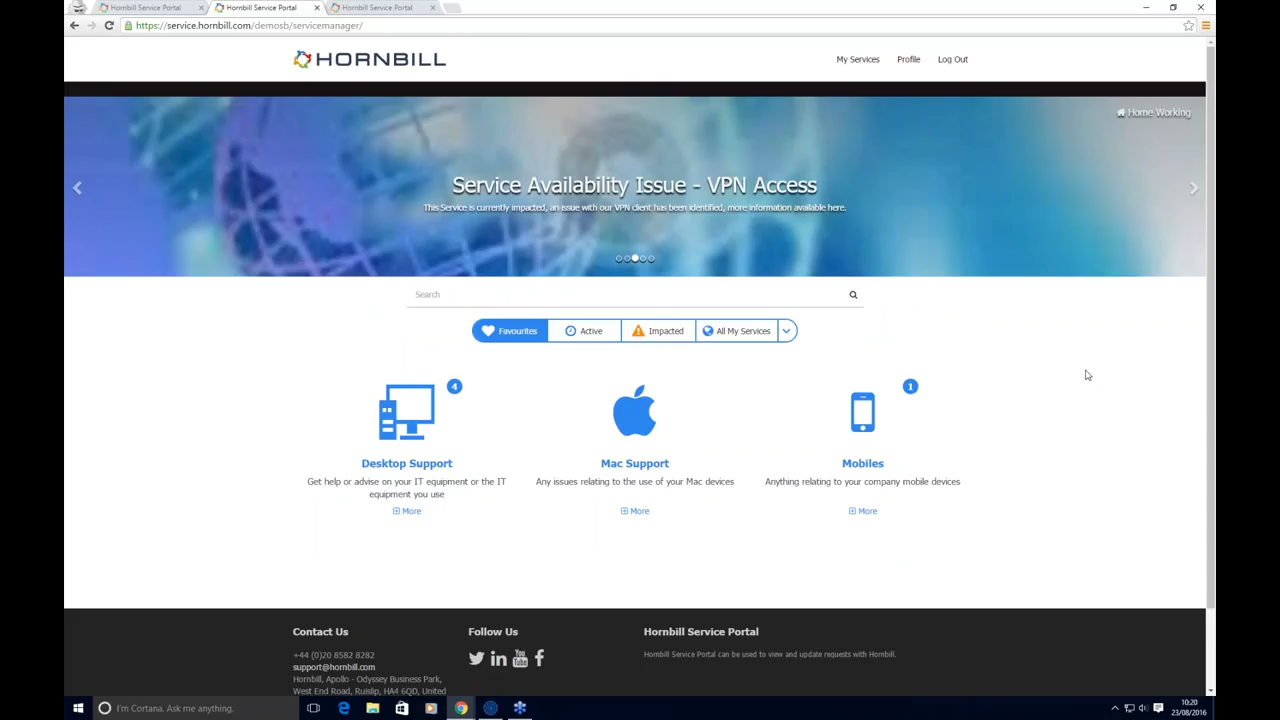 Hornbill Service Portal
Hornbill Service Portal
Hornbill Service Portal
https://service.hornbill.com/demosb/servicemanager/
HORNBILL
My Services
Profile
Log Out
Home Working
Service Availability Issue - VPN Access
This Service is currently impacted, an issue with our VPN client has been identified, more information available here.
Search
Favourites
Active
Impacted
All My Services
4
1
Desktop Support
Get help or advise on your IT equipment or the IT
equipment you use
More
Mac Support
Any issues relating to the use of your Mac devices
More
Mobiles
Anything relating to your company mobile devices
More
Contact Us
+44 (0)20 8582 8282
support@hornbill.com
Hornbill, Apollo - Odyssey Business Park,
West End Road, Ruislip, HA4 6QD, United
Follow Us
You
Tube
Hornbill Service Portal
Hornbill Service Portal can be used to view and update requests with Hornbill.
I'm Cortana. Ask me anything.
10:20
23/08/2016